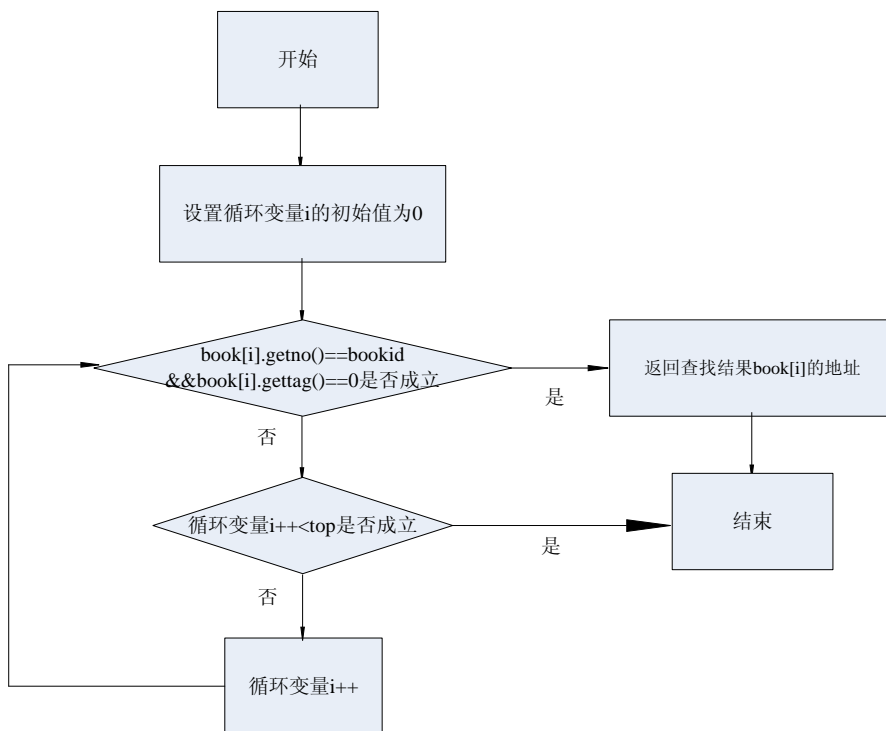 开始
设置循环变量i的初始值为0
book[i].getno()==bookid
&&book[i].gettag()==0是否成立
返回查找结果book[i]的地址
是
否
循环变量i++<top是否成立
结束
是
否
循环变量i++